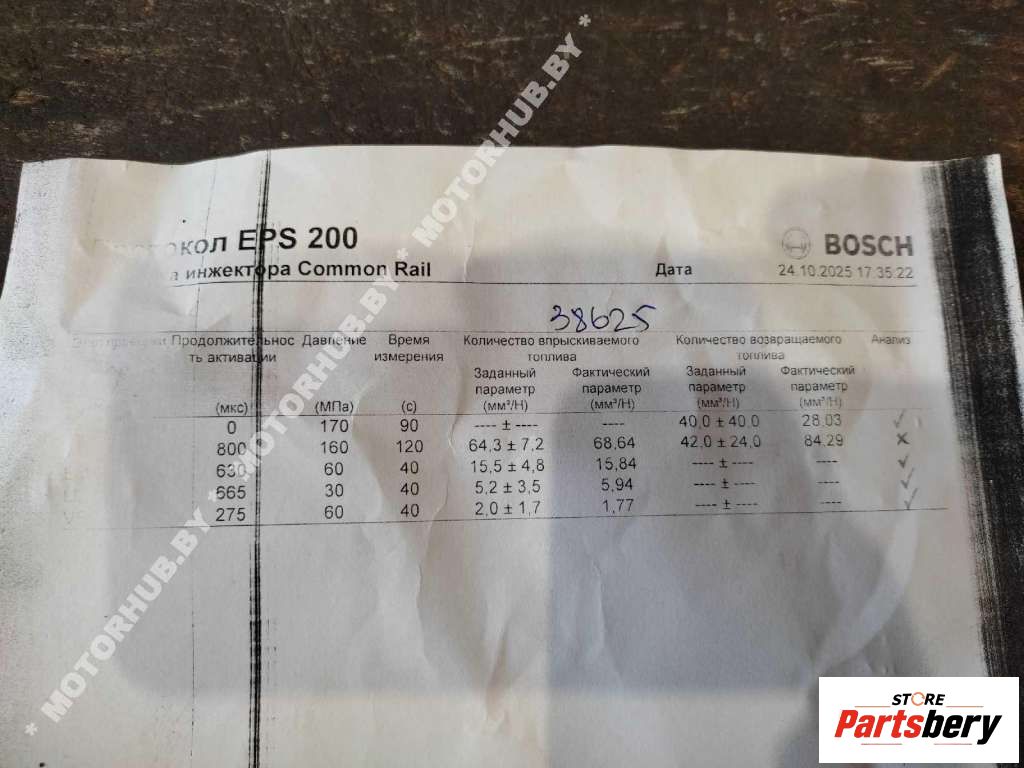 * MOTORHUB.BY * MOTORHUB.BY * MOTORHUB.BY *
Протокол EPS 200
а инжектора Common Rail
Дата
BOSCH
24.10.2025 17:35:22
38625
Продолжительнос
ть активации
(мкс)
Давление
(МПа)
Время
измерения
(с)
Количество впрыскиваемого
топлива
Количество возвращаемого
топлива
Анализ
Заданный
параметр
(мм³/H)
Фактический
параметр
(мм³/H)
Заданный
параметр
(мм³/H)
Фактический
параметр
(мм³/H)
0 170 90 ---- ± ---- ---- 40,0 ± 40,0 28,03 ✓
800 160 120 64,3 ± 7,2 68,64 42,0 ± 24,0 84,29 x
630 60 40 15,5 ± 4,8 15,84 ---- ± ---- ---- ✓
665 30 40 5,2 ± 3,5 5,94 ---- ± ---- ---- ✓
275 60 40 2,0 ± 1,7 1,77 ---- ± ---- ---- ✓
STORE
Partsbery